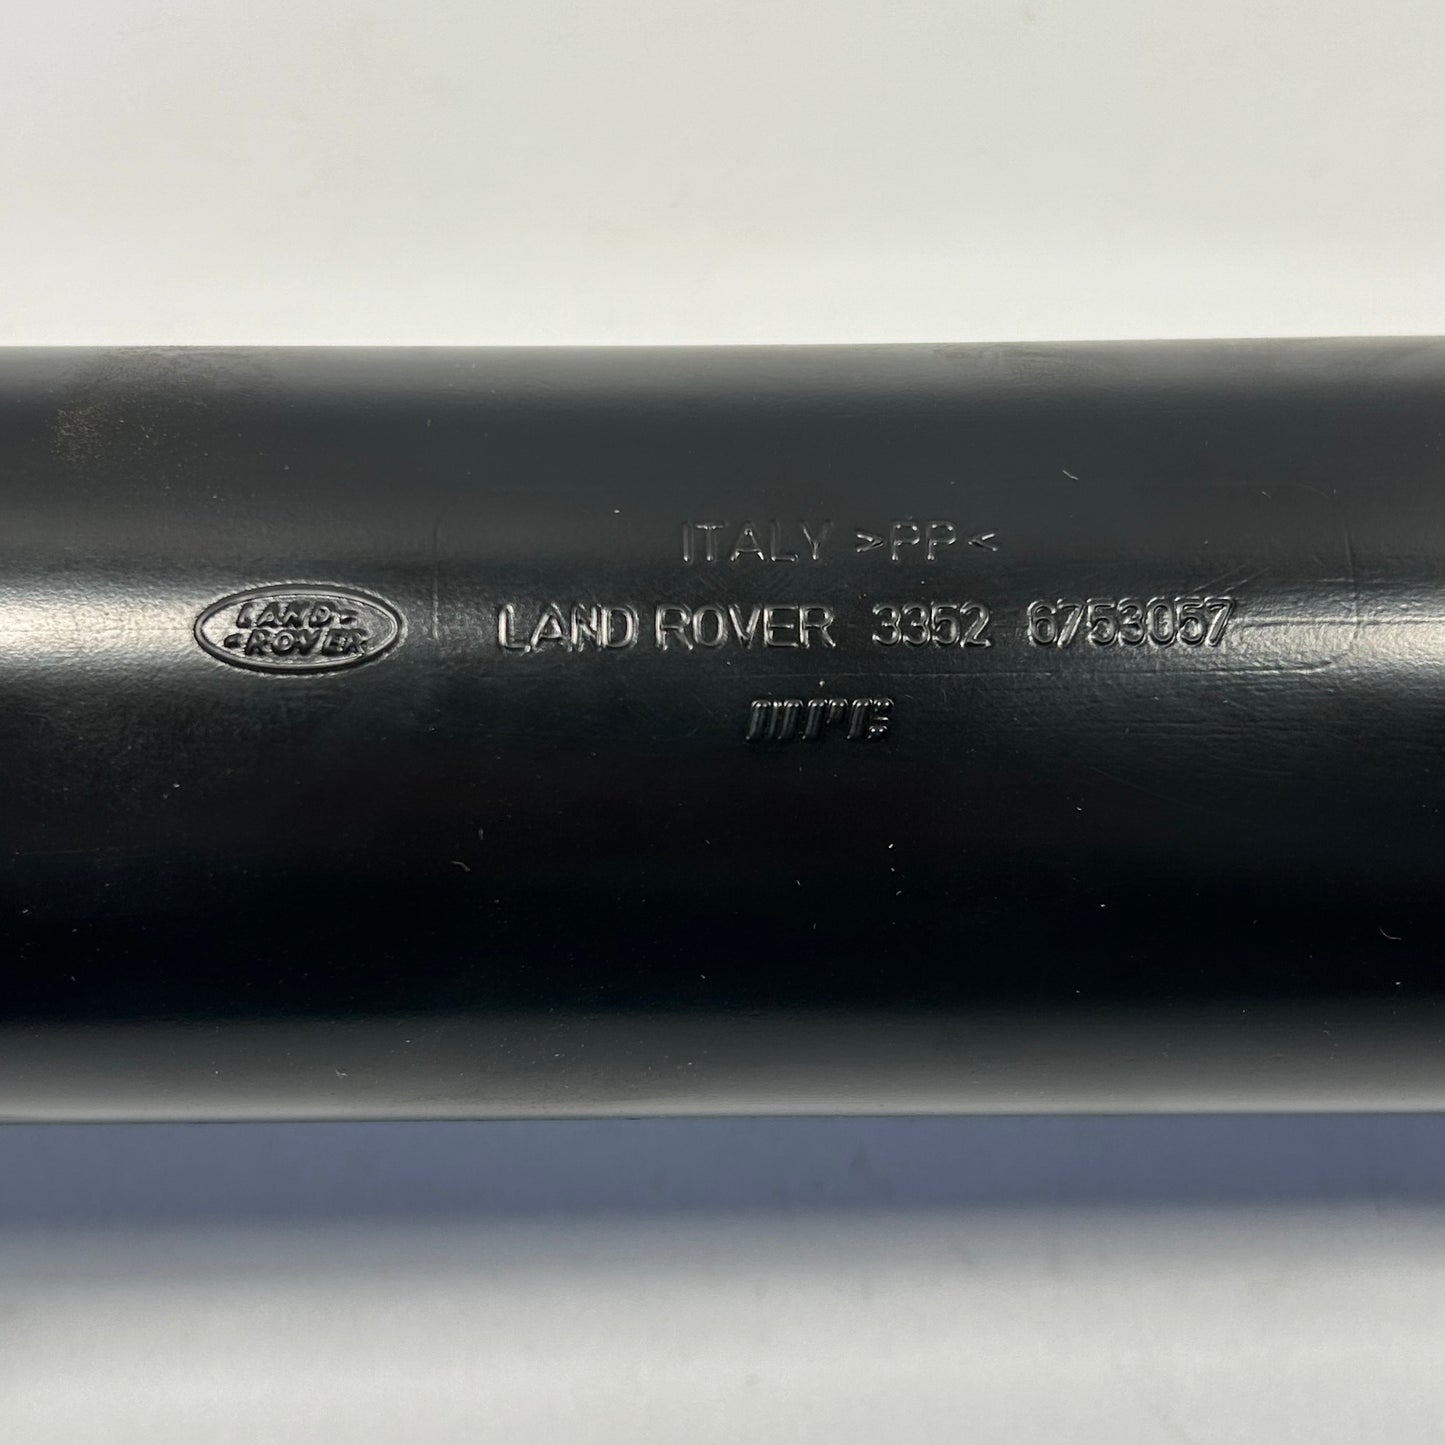 ITALY >PP<
LAND-
-ROVER
LAND ROVER 3352 6753057